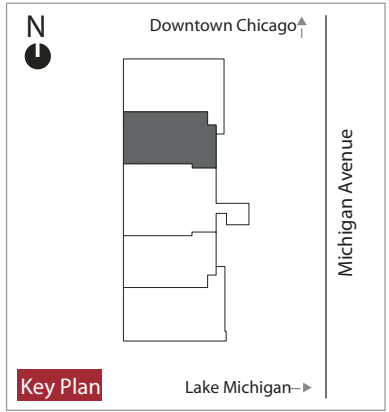 N
Downtown Chicago
Michigan Avenue
Key Plan
Lake Michigan